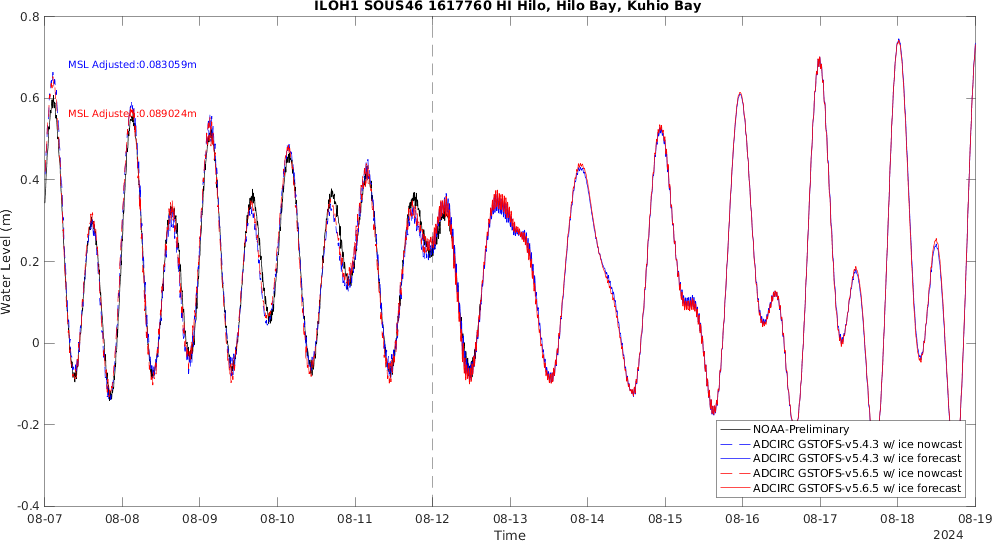 ILOH1 SOUS46 1617760 HI Hilo, Hilo Bay, Kuhio Bay
0.8
MSL Adjusted:0.083059m
0.6
MSL Adjusted:0.089024m
0.4
Water Level (m)
0.2
0
-0.2
NOAA-Preliminary
ADCIRC GSTOFS-v5.4.3 w/ ice nowcast
ADCIRC GSTOFS-v5.4.3 w/ ice forecast
ADCIRC GSTOFS-v5.6.5 w/ ice nowcast
ADCIRC GSTOFS-v5.6.5 w/ ice forecast
-0.4
08-07 08-08 08-09 08-10 08-11 08-12 08-13 08-14 08-15 08-16 08-17 08-18 08-19
Time
2024